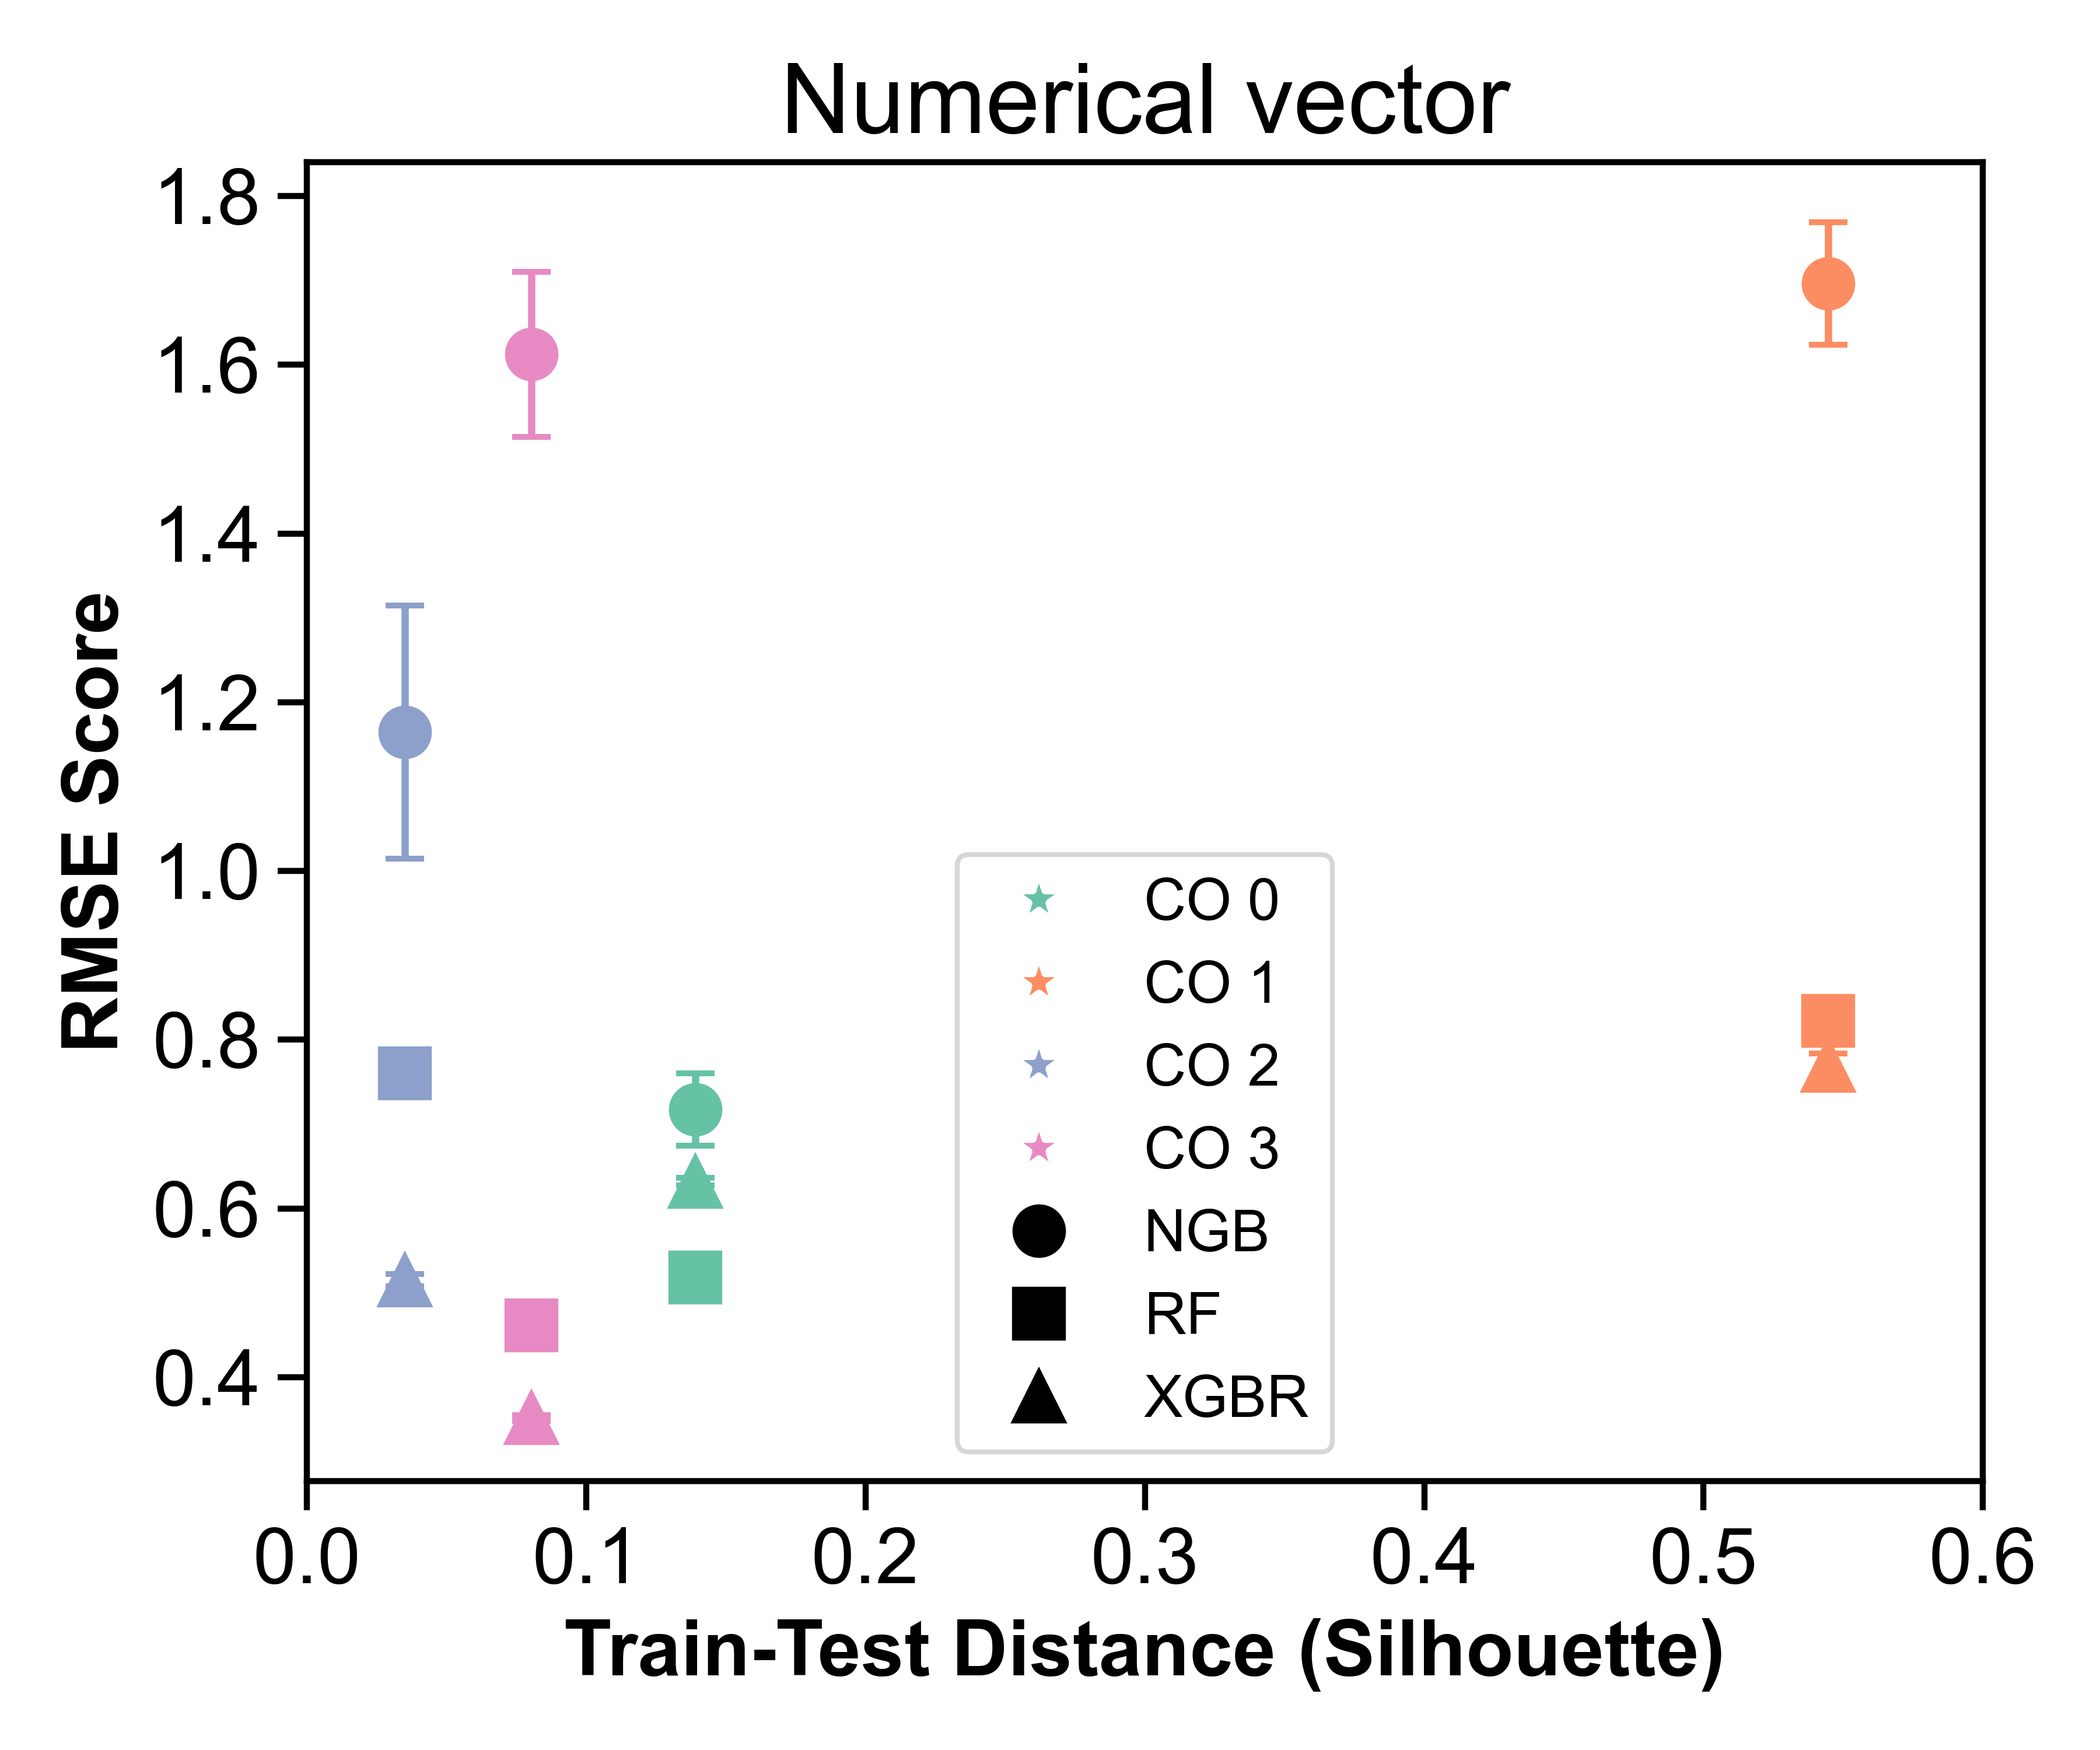 Numerical vector
1.8
1.6
1.4
1.2
1.0
0.8
0.6
0.4
RMSE Score
CO 0
CO 1
CO 2
CO 3
NGB
RF
XGBR
0.0 0.1 0.2 0.3 0.4 0.5 0.6
Train-Test Distance (Silhouette)